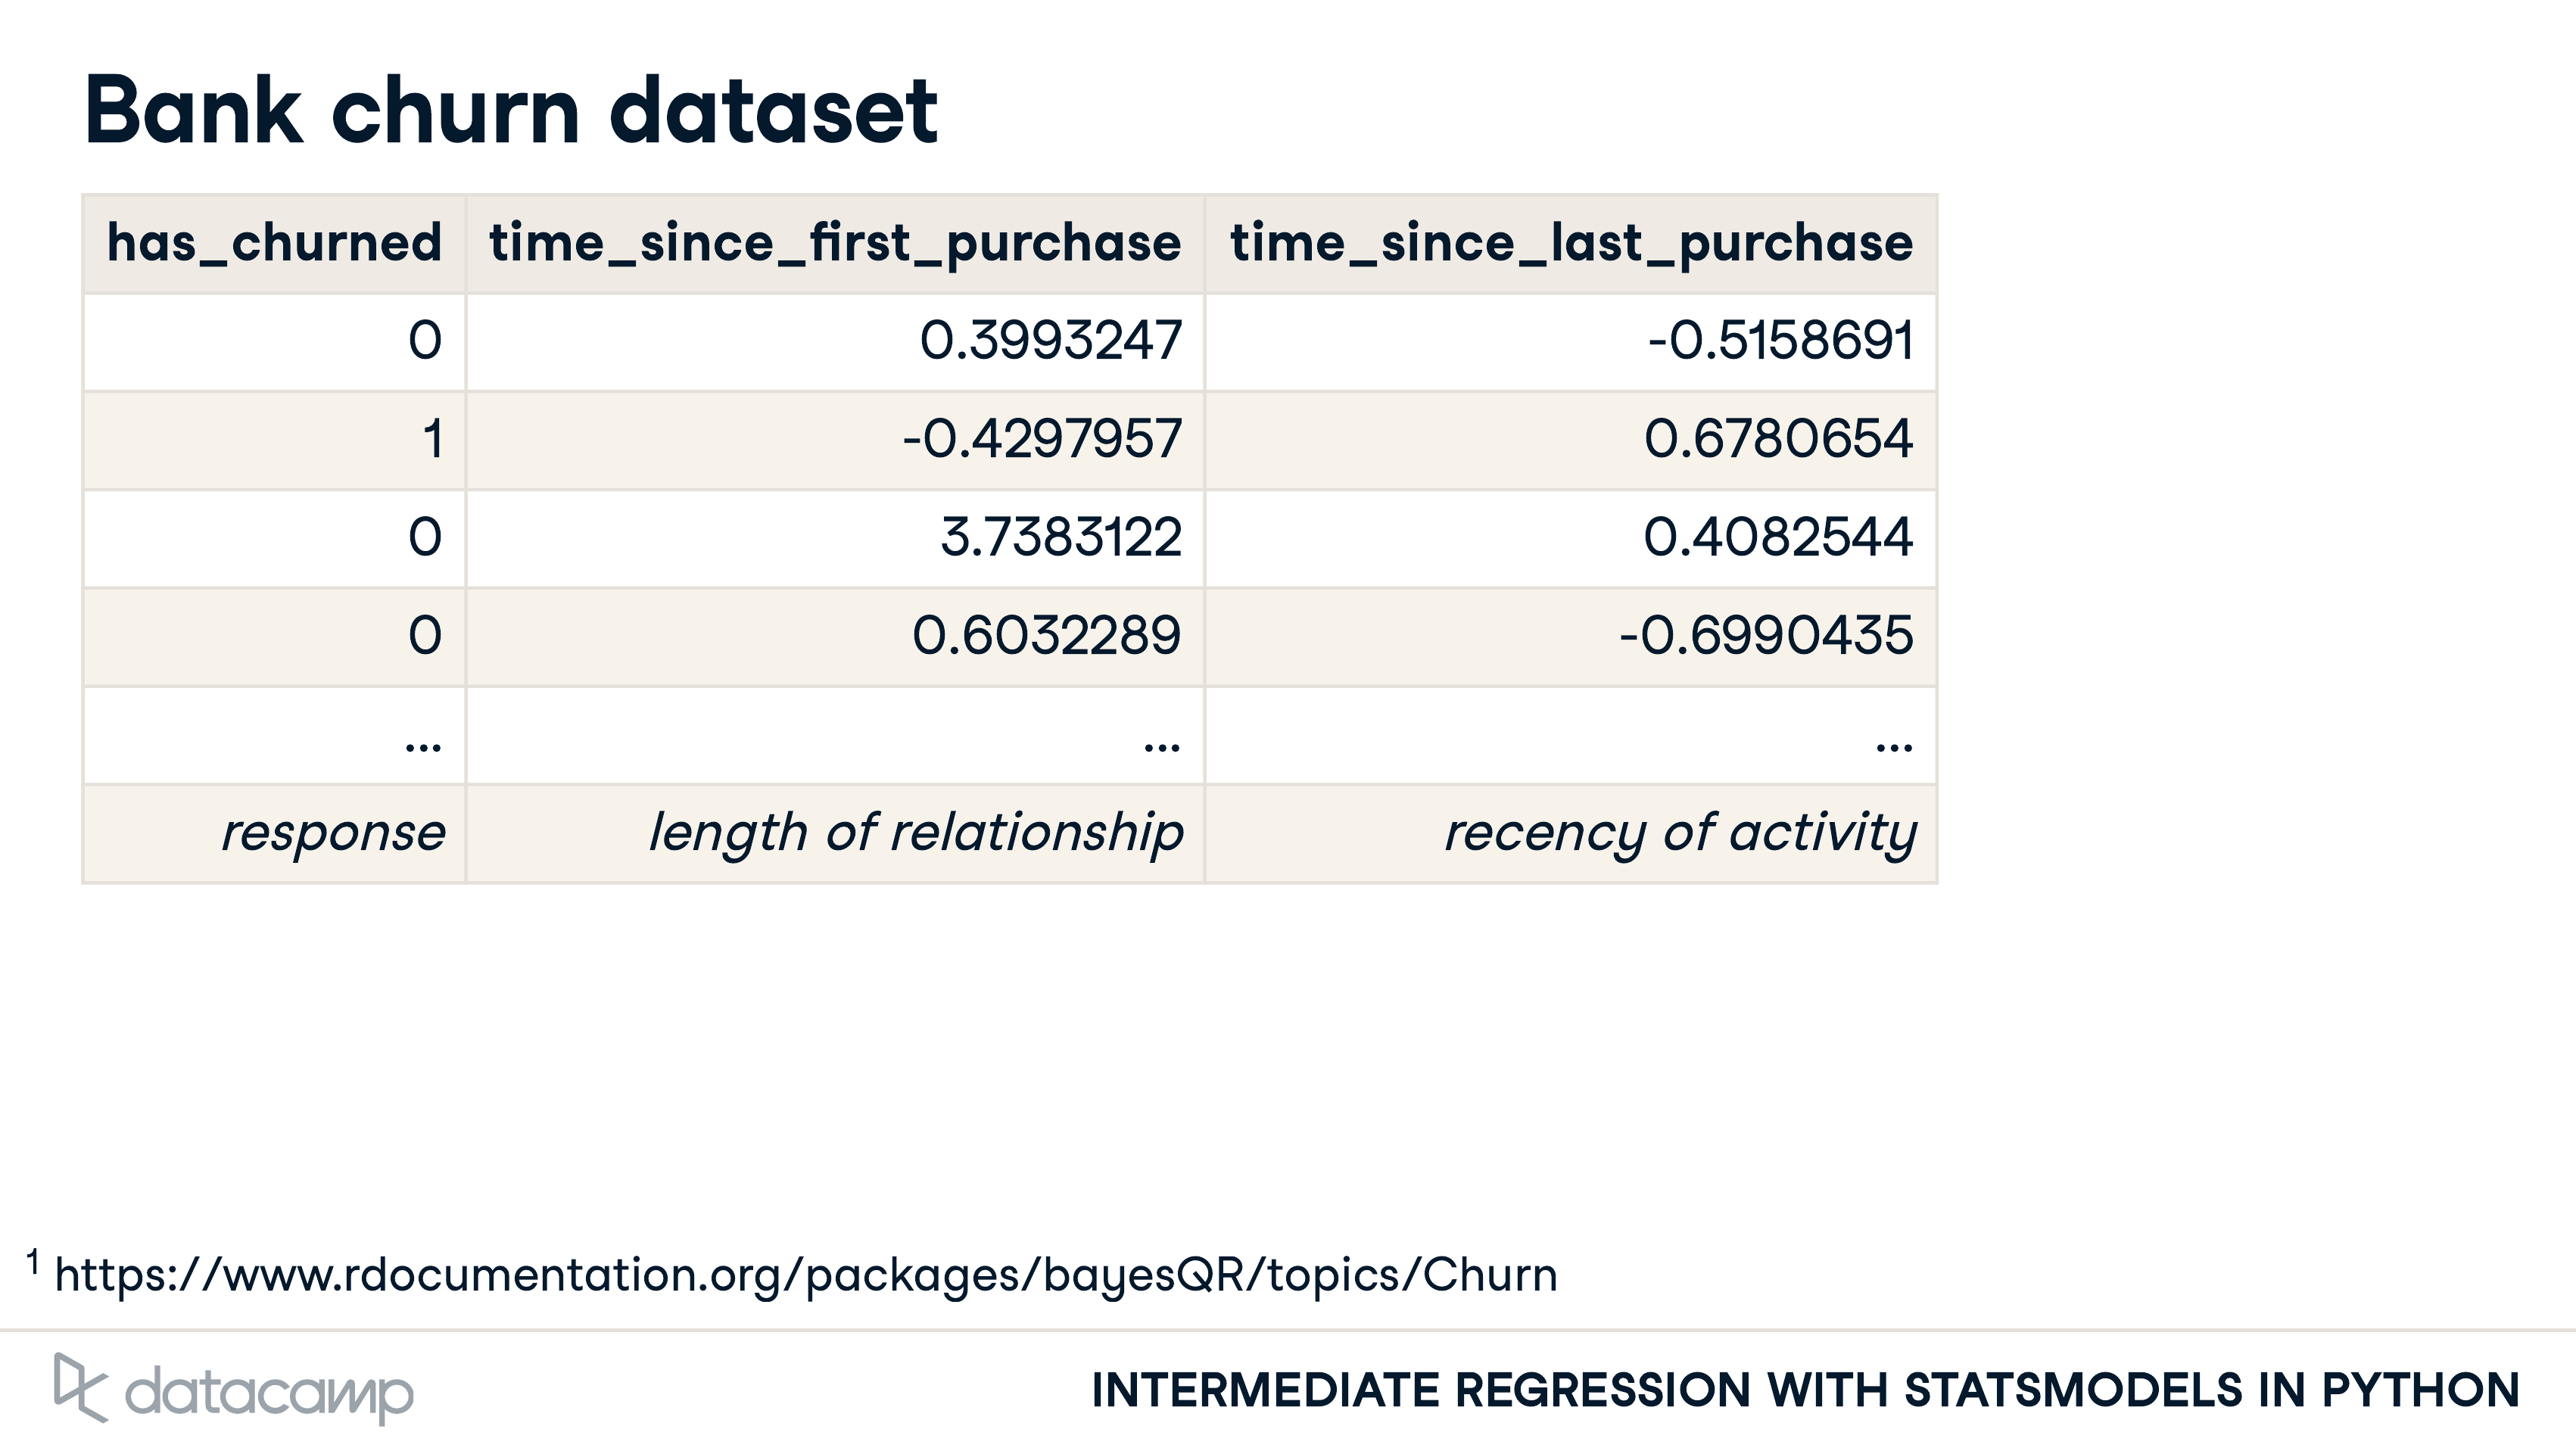 Bank churn dataset
has_churned time_since_first_purchase time_since_last_purchase
0 0.3993247 -0.5158691
1 -0.4297957 0.6780654
0 3.7383122 0.4082544
0 0.6032289 -0.6990435
... ... ...
response length of relationship recency of activity
1 https://www.rdocumentation.org/packages/bayesQR/topics/Churn
datacamp INTERMEDIATE REGRESSION WITH STATSMODELS IN PYTHON